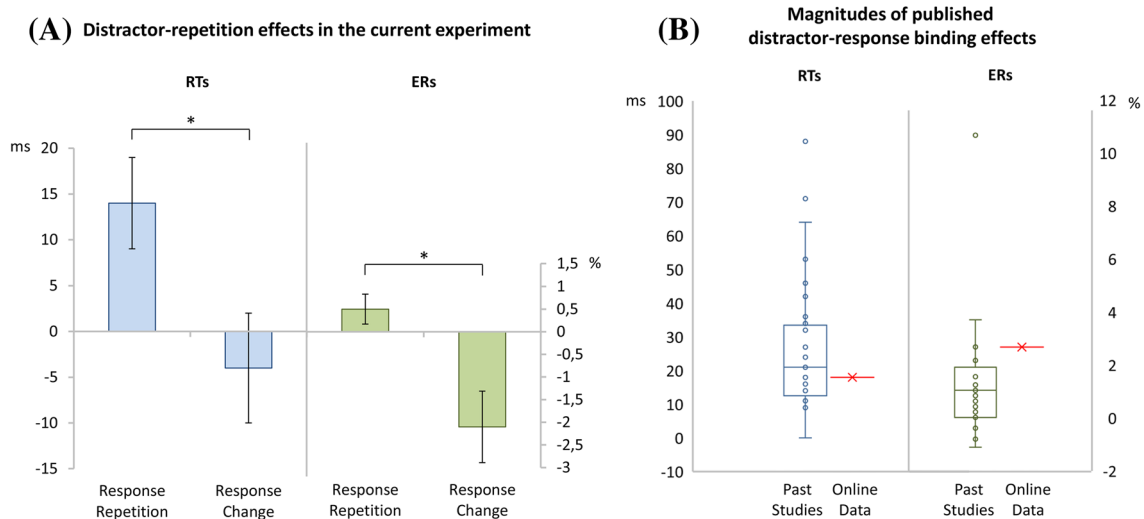 (A) Distractor-repetition effects in the current experiment
RTs
ERs
*
*
ms
20
15
10
5
0
-5
-10
-15
1,5 %
1
0,5
0
-0,5
-1
-1,5
-2
-2,5
-3
Response
Repetition
Response
Change
Response
Repetition
Response
Change
(B) Magnitudes of published
distractor-response binding effects
RTs
ERs
ms
100
90
80
70
60
50
40
30
20
10
0
-10
12 %
10
8
6
4
2
0
-2
Past
Studies
Online
Data
Past
Studies
Online
Data